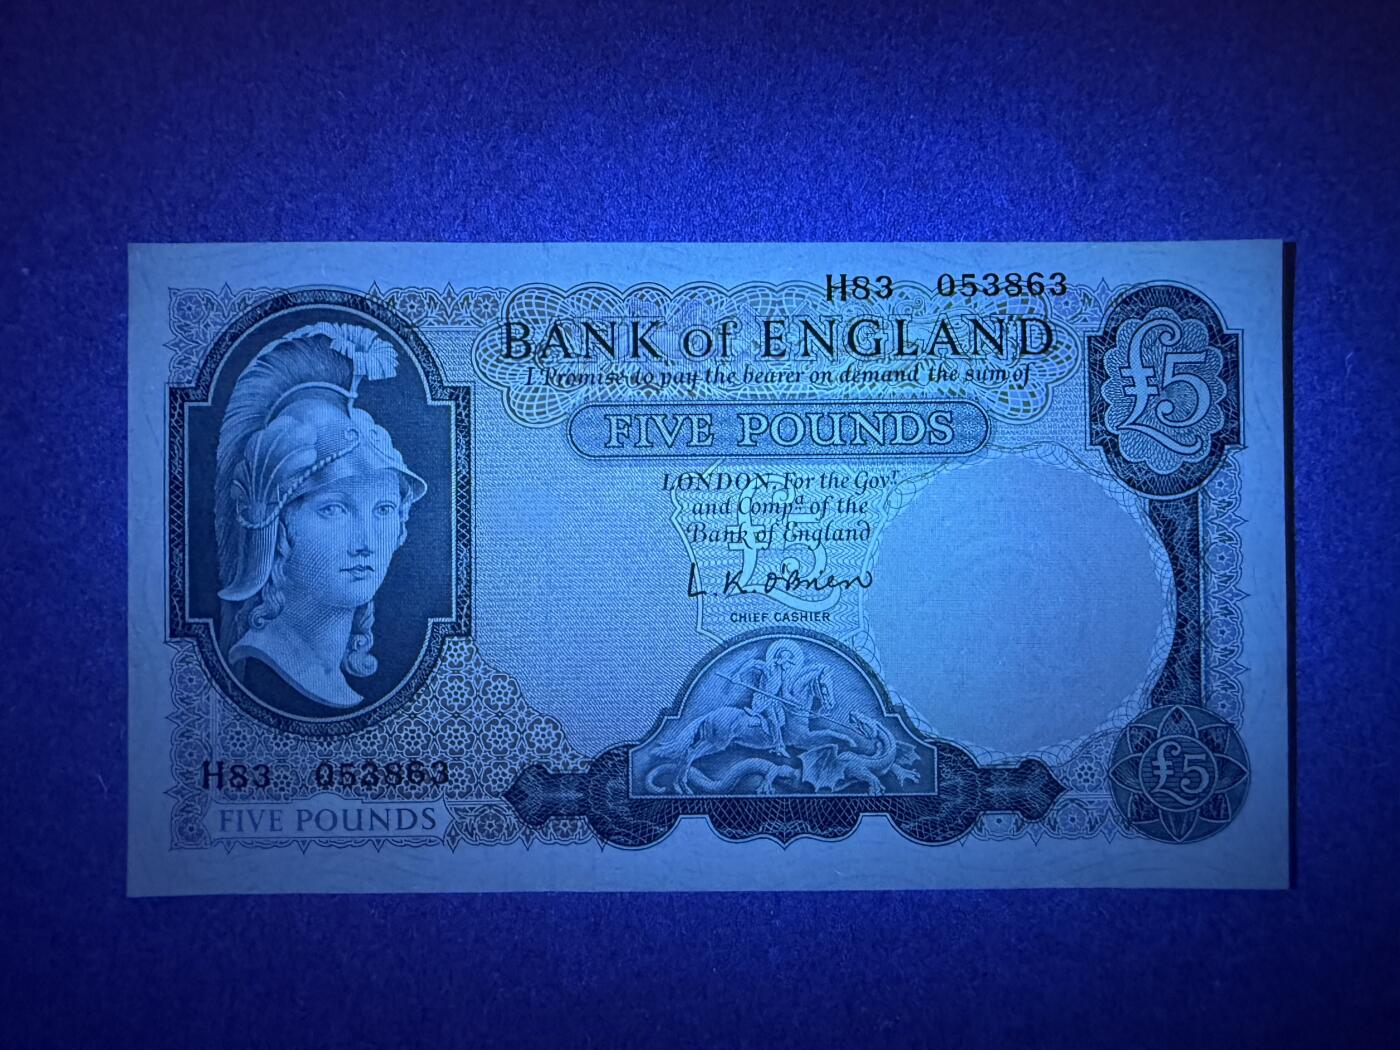 H83 053863
BANK of ENGLAND
I Promise to pay the bearer on demand the sum of
£5
FIVE POUNDS
LONDON, For the Govr.
and Compa. of the
Bank of England
£5
L. K. O'Brien
CHIEF CASHIER
H83 053863
£5
FIVE POUNDS